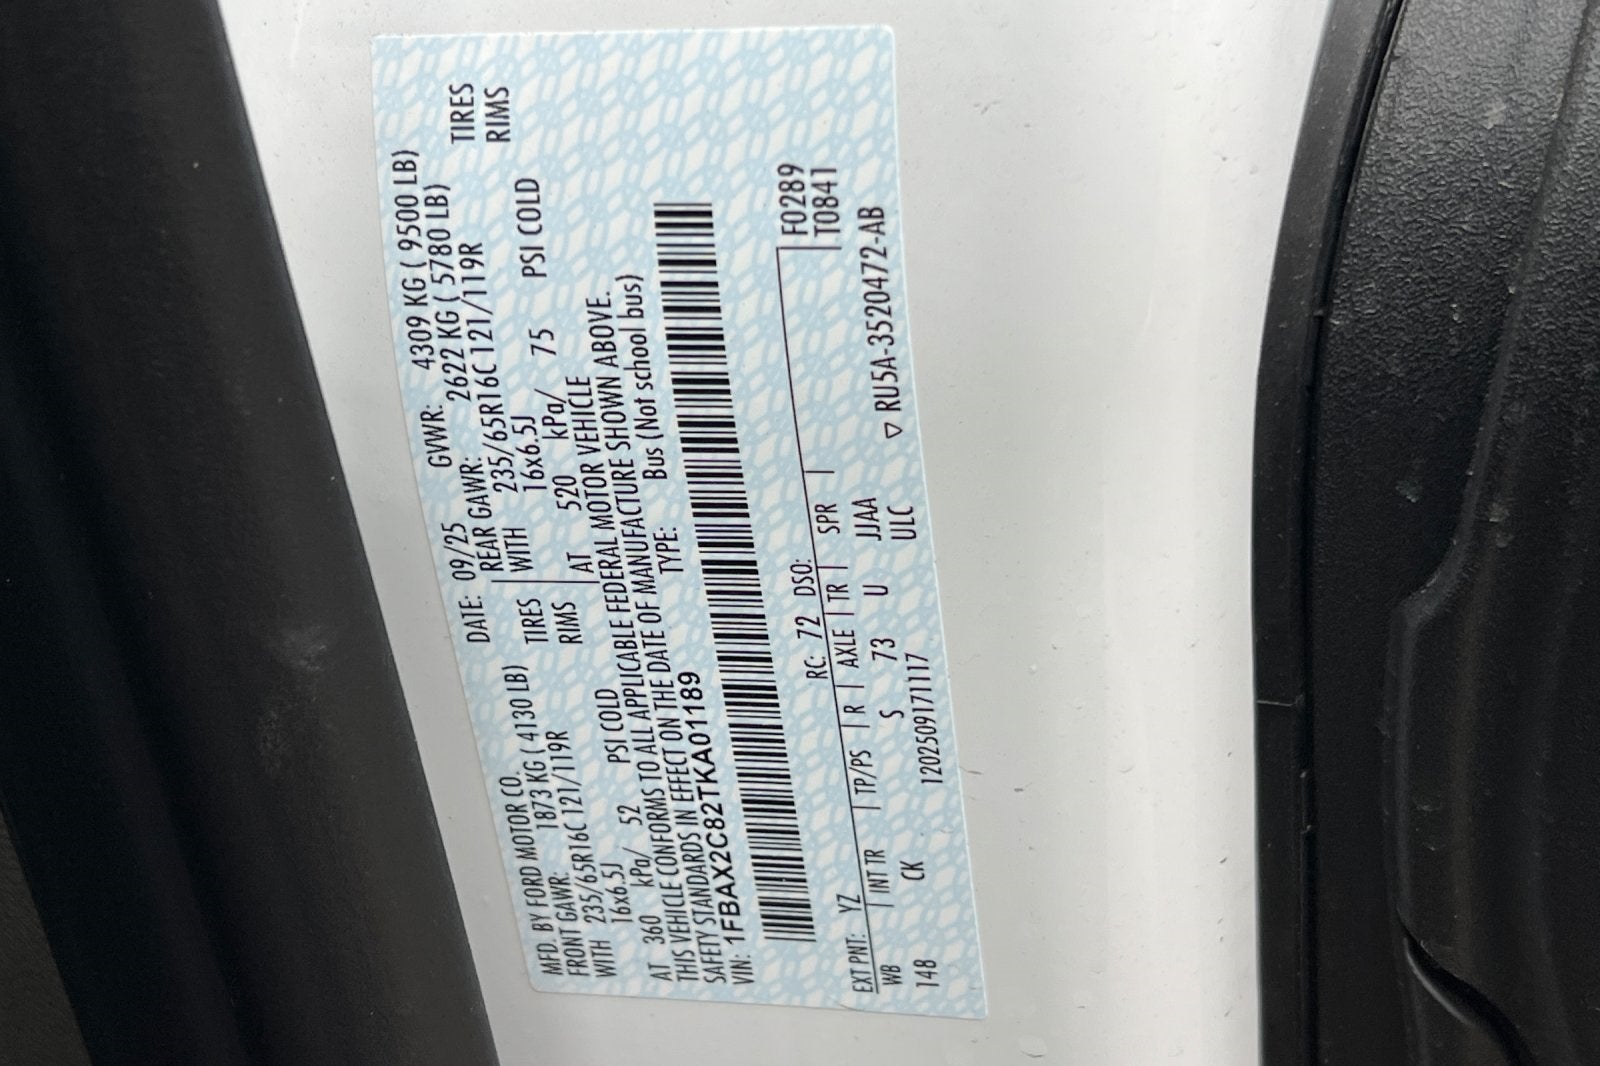 MFD. BY FORD MOTOR CO.
DATE: 09/25 GVWR: 4309 KG ( 9500 LB)
FRONT GAWR: 1873 KG ( 4130 LB)
REAR GAWR: 2622 KG ( 5780 LB)
WITH 235/65R16C 121/119R TIRES
WITH 235/65R16C 121/119R TIRES
16x6.5J RIMS
16x6.5J RIMS
AT 360 kPa/ 52 PSI COLD
AT 520 kPa/ 75 PSI COLD
THIS VEHICLE CONFORMS TO ALL APPLICABLE FEDERAL MOTOR VEHICLE
SAFETY STANDARDS IN EFFECT ON THE DATE OF MANUFACTURE SHOWN ABOVE.
VIN: 1FBAX2C82TKA01189 TYPE: Bus (Not school bus)
F0289
T0841
EXT PNT: YZ RC: 72 DSO:
WB INT TR TP/PS R AXLE TR SPR
148 CK S 73 U JJAA
ULC
120250917117 ▽ RU5A-3520472-AB